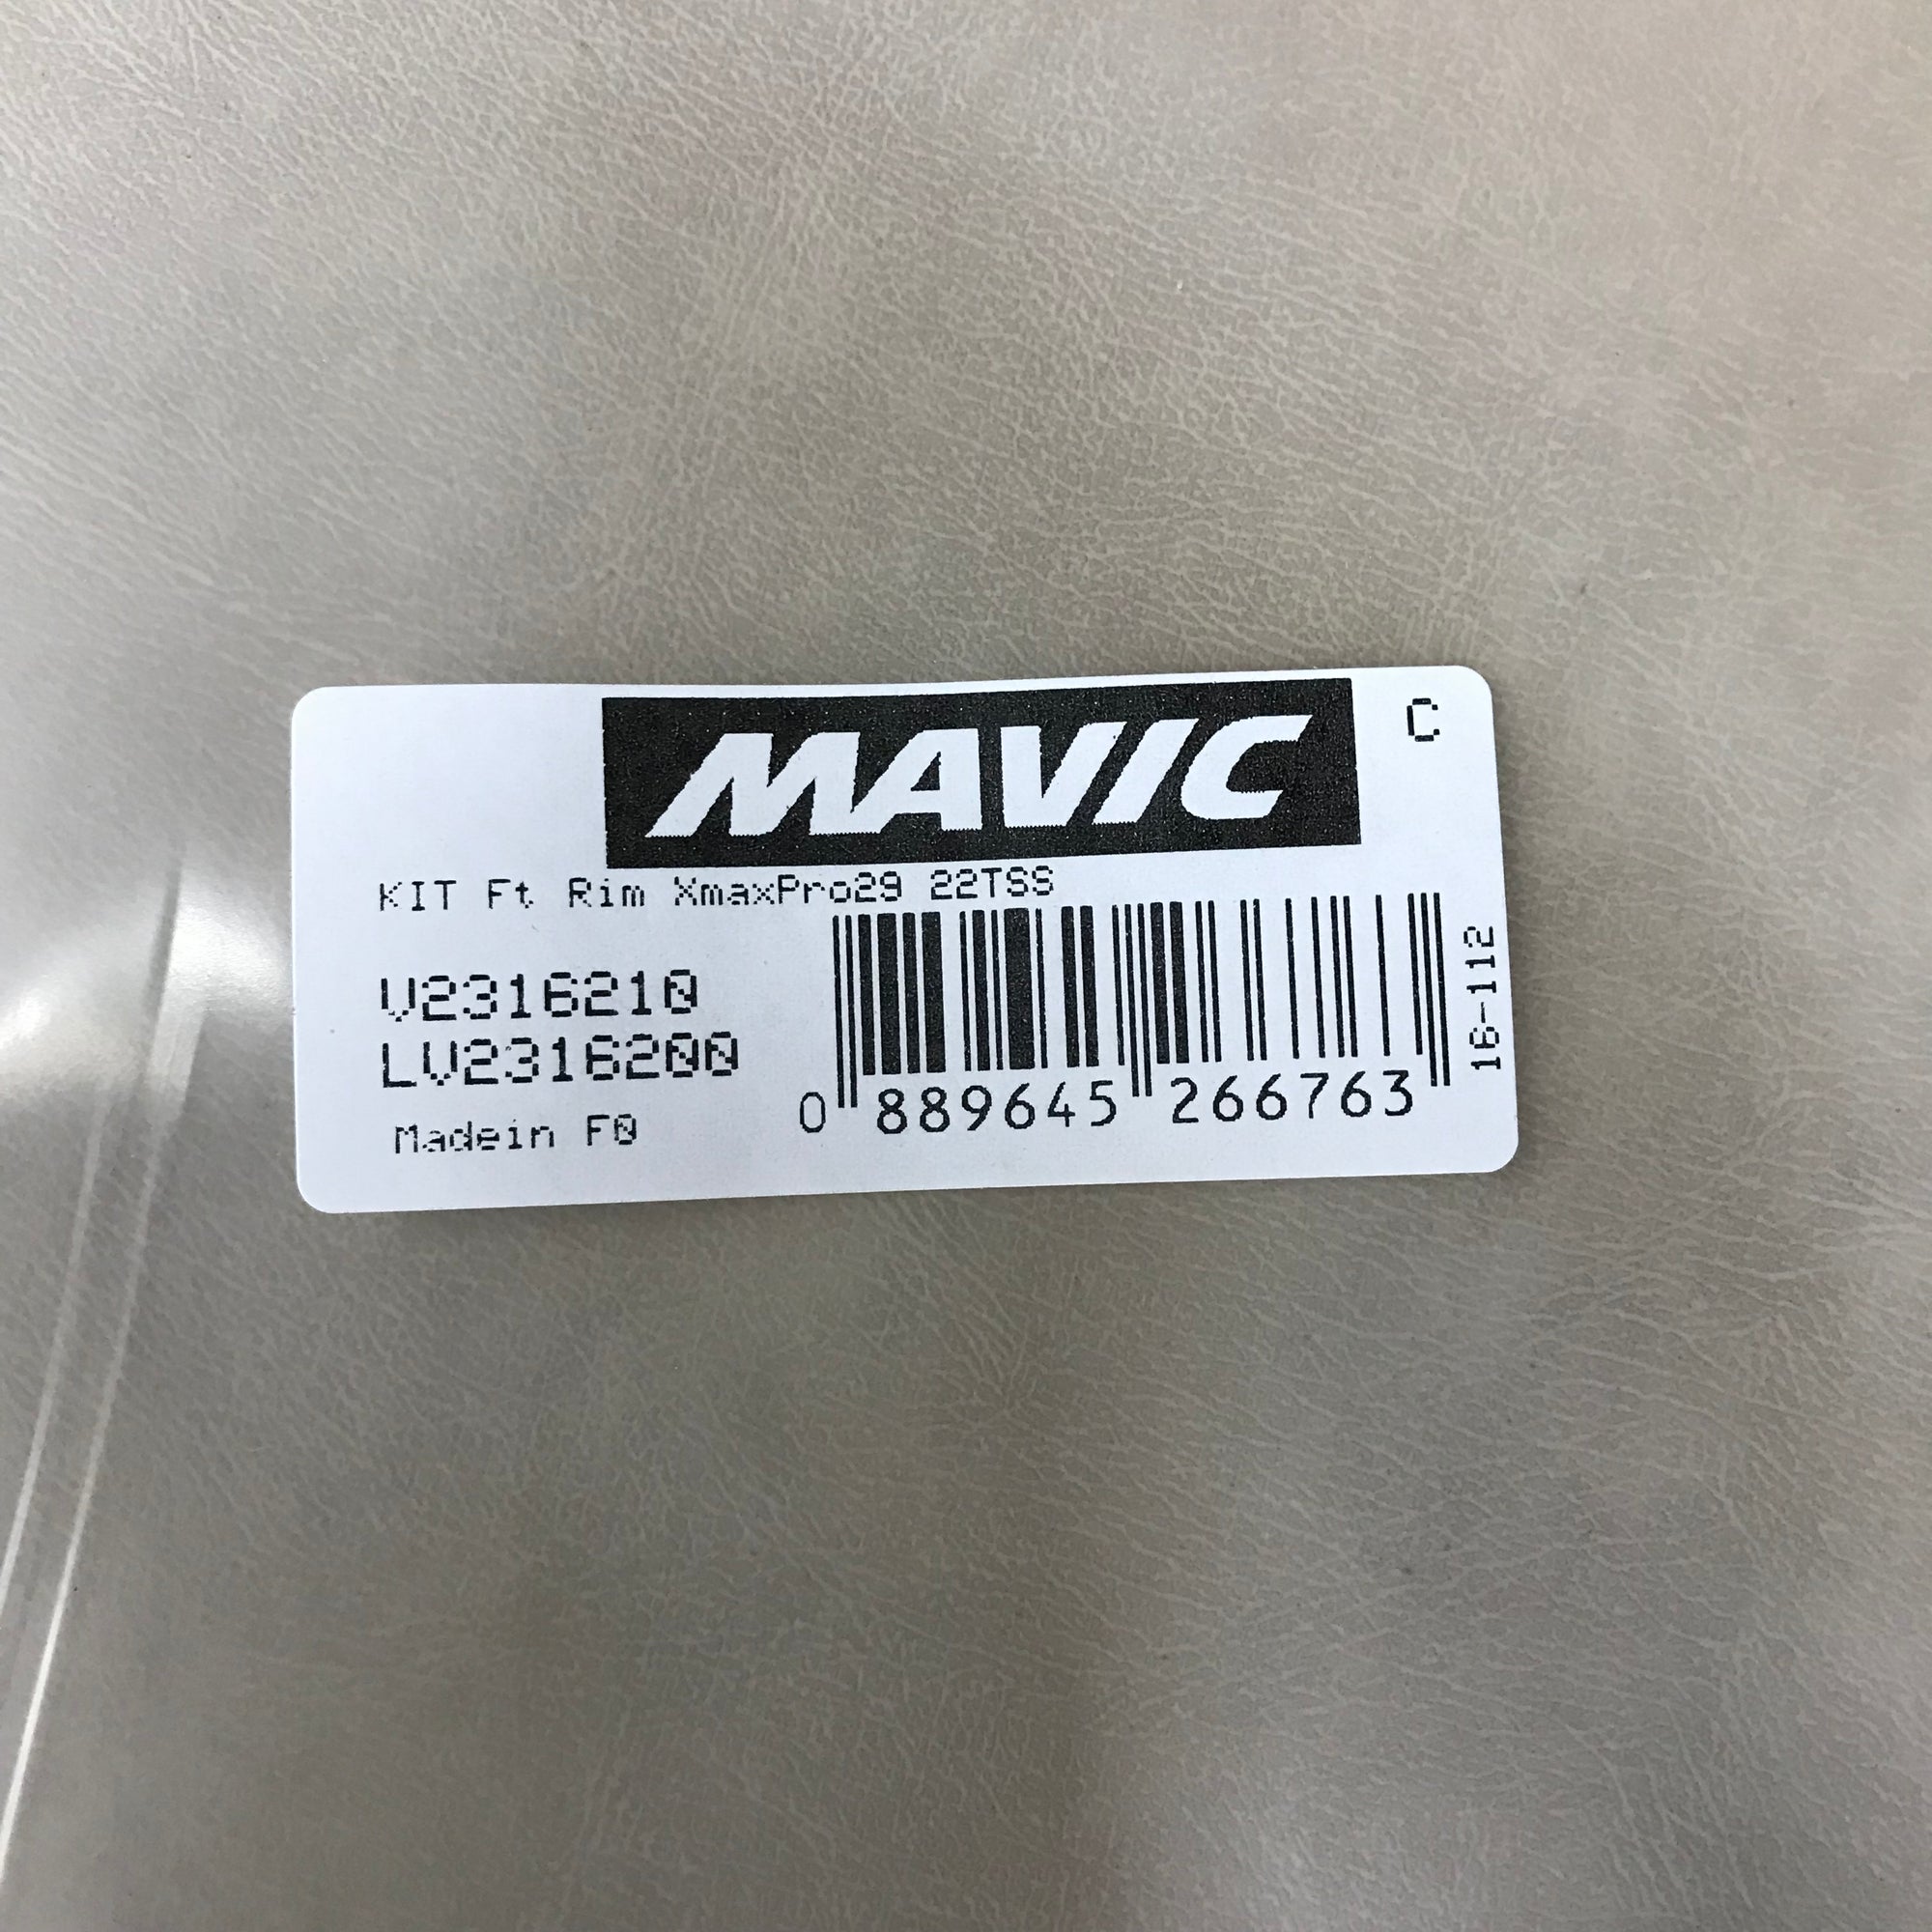 MAVIC
C
KIT Ft Rim XmaxPro29 22TSS
V2316210
LV2316200
Madein F0
0 889645 266763
16-112